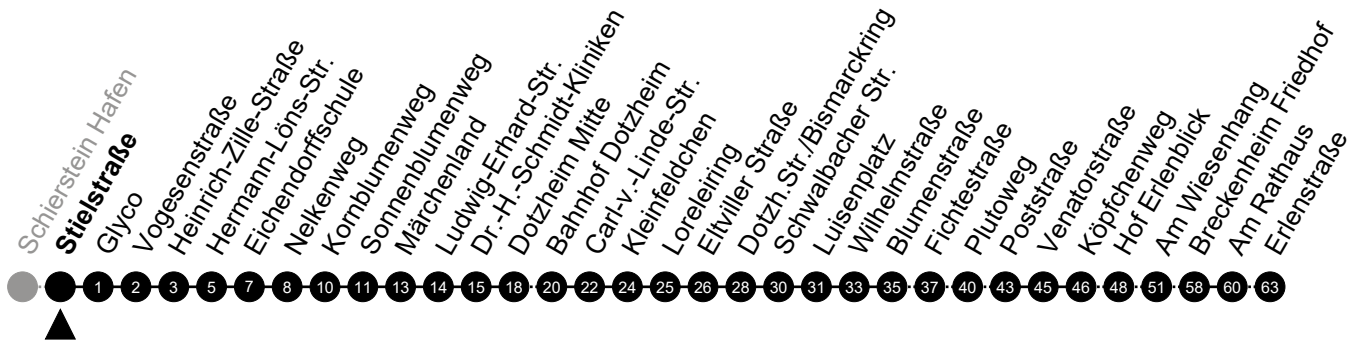 Schierstein Hafen
Stielstraße
Glyco
Vogesenstraße
Heinrich-Zille-Straße
Hermann-Löns-Str.
Eichendorffschule
Nelkenweg
Kornblumenweg
Sonnenblumenweg
Märchenland
Ludwig-Erhard-Str.
Dr.-H.-Schmidt-Kliniken
Dotzheim Mitte
Bahnhof Dotzheim
Carl-v.-Linde-Str.
Kleinfeldchen
Loreleiring
Eltviller Straße
Dotzh.Str./Bismarckring
Schwalbacher Str.
Luisenplatz
Wilhelmstraße
Blumenstraße
Fichtestraße
Plutoweg
Poststraße
Venatorstraße
Köpfchenweg
Hof Erlenblick
Am Wiesenhang
Breckenheim Friedhof
Am Rathaus
Erlenstraße
1 2 3 5 7 8 10 11 13 14 15 18 20 22 24 25 26 28 30 31 33 35 37 40 43 45 46 48 51 58 60 63